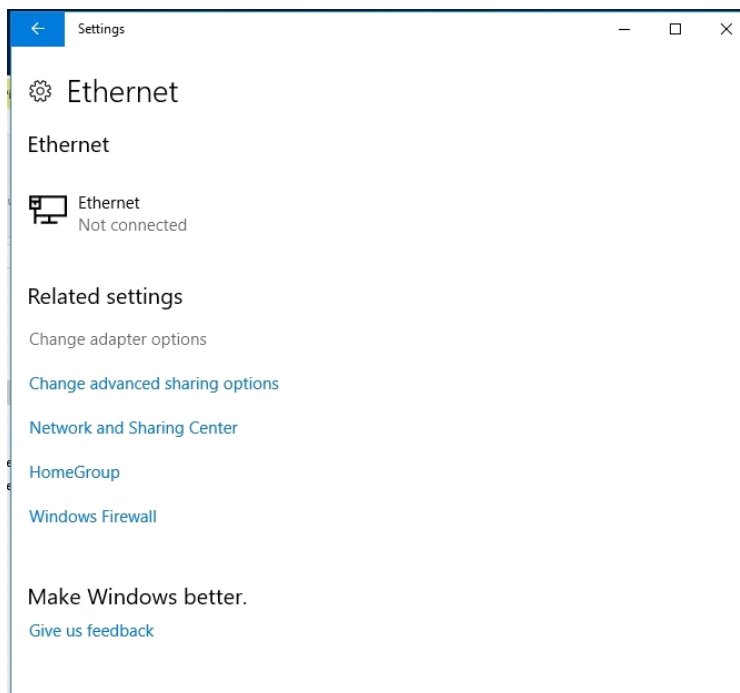 Settings
Ethernet
Ethernet
Ethernet
Not connected
Related settings
Change adapter options
Change advanced sharing options
Network and Sharing Center
HomeGroup
Windows Firewall
Make Windows better.
Give us feedback